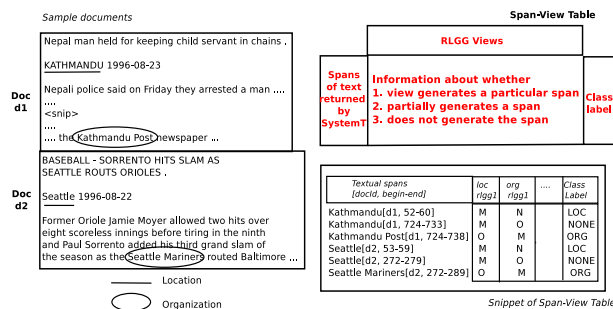 Sample documents
Nepal man held for keeping child servant in chains .
KATHMANDU 1996-08-23
Nepali police said on Friday they arrested a man ....
....
<snip>
....
.... the Kathmandu Post newspaper ...
Doc
d1
BASEBALL - SORRENTO HITS SLAM AS
SEATTLE ROUTS ORIOLES .
Seattle 1996-08-22
Former Oriole Jamie Moyer allowed two hits over
eight scoreless innings before tiring in the ninth
and Paul Sorrento added his third grand slam of
the season as the Seattle Mariners routed Baltimore ...
Doc
d2
Location
Organization
Span-View Table
RLGG Views
Spans
of text
returned
by
SystemT
Information about whether
1. view generates a particular span
2. partially generates a span
3. does not generate the span
Class
label
Textual spans loc org .... Class
[docId, begin-end] rlgg1 rlgg1 Label
Kathmandu[d1, 52-60] M N LOC
Kathmandu[d1, 724-733] M O NONE
Kathmandu Post[d1, 724-738] O M ORG
Seattle[d2, 53-59] M N LOC
Seattle[d2, 272-279] M O NONE
Seattle Mariners[d2, 272-289] O M ORG
Snippet of Span-View Table